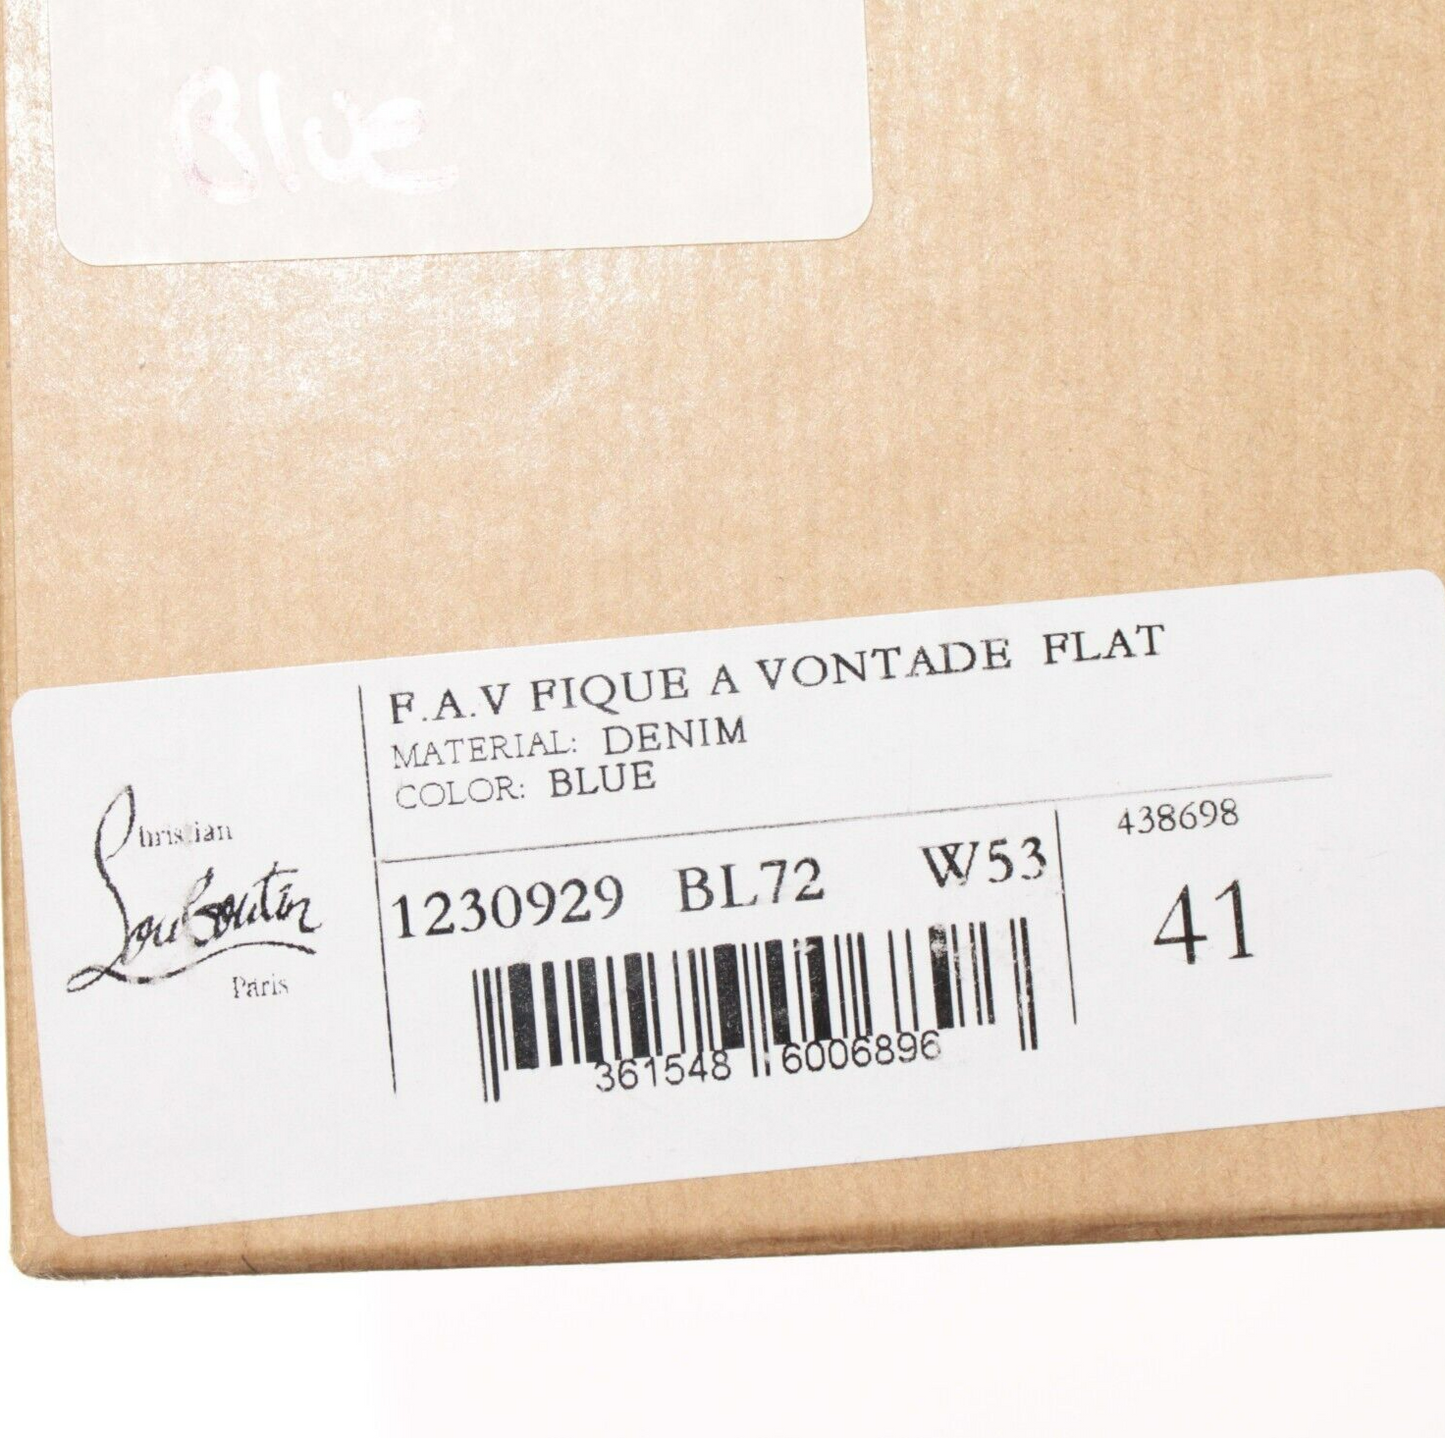 Blue
F.A.V FIQUE A VONTADE FLAT
MATERIAL: DENIM
COLOR: BLUE
Christian
Louboutin
Paris
1230929 BL72 W53
438698
41
361548 6006896